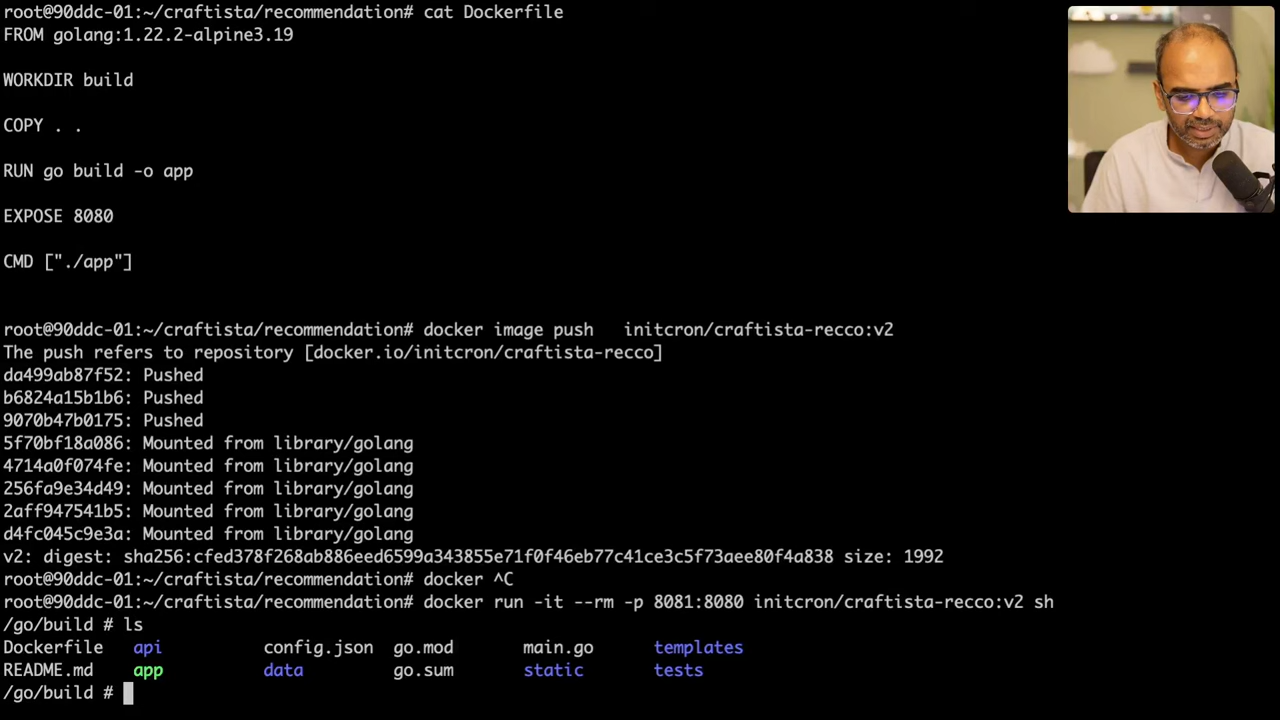 root@90ddc-01:~/craftista/recommendation# cat Dockerfile
FROM golang:1.22.2-alpine3.19
WORKDIR build
COPY . .
RUN go build -o app
EXPOSE 8080
CMD ["./app"]
root@90ddc-01:~/craftista/recommendation# docker image push   initcron/craftista-recco:v2
The push refers to repository [docker.io/initcron/craftista-recco]
da499ab87f52: Pushed
b6824a15b1b6: Pushed
9070b47b0175: Pushed
5f70bf18a086: Mounted from library/golang
4714a0f074fe: Mounted from library/golang
256fa9e34d49: Mounted from library/golang
2aff947541b5: Mounted from library/golang
d4fc045c9e3a: Mounted from library/golang
v2: digest: sha256:cfed378f268ab886eed6599a343855e71f0f46eb77c41ce3c5f73aee80f4a838 size: 1992
root@90ddc-01:~/craftista/recommendation# docker ^C
root@90ddc-01:~/craftista/recommendation# docker run -it --rm -p 8081:8080 initcron/craftista-recco:v2 sh
/go/build # ls
Dockerfile   api          config.json  go.mod       main.go      templates
README.md    app          data         go.sum       static       tests
/go/build #